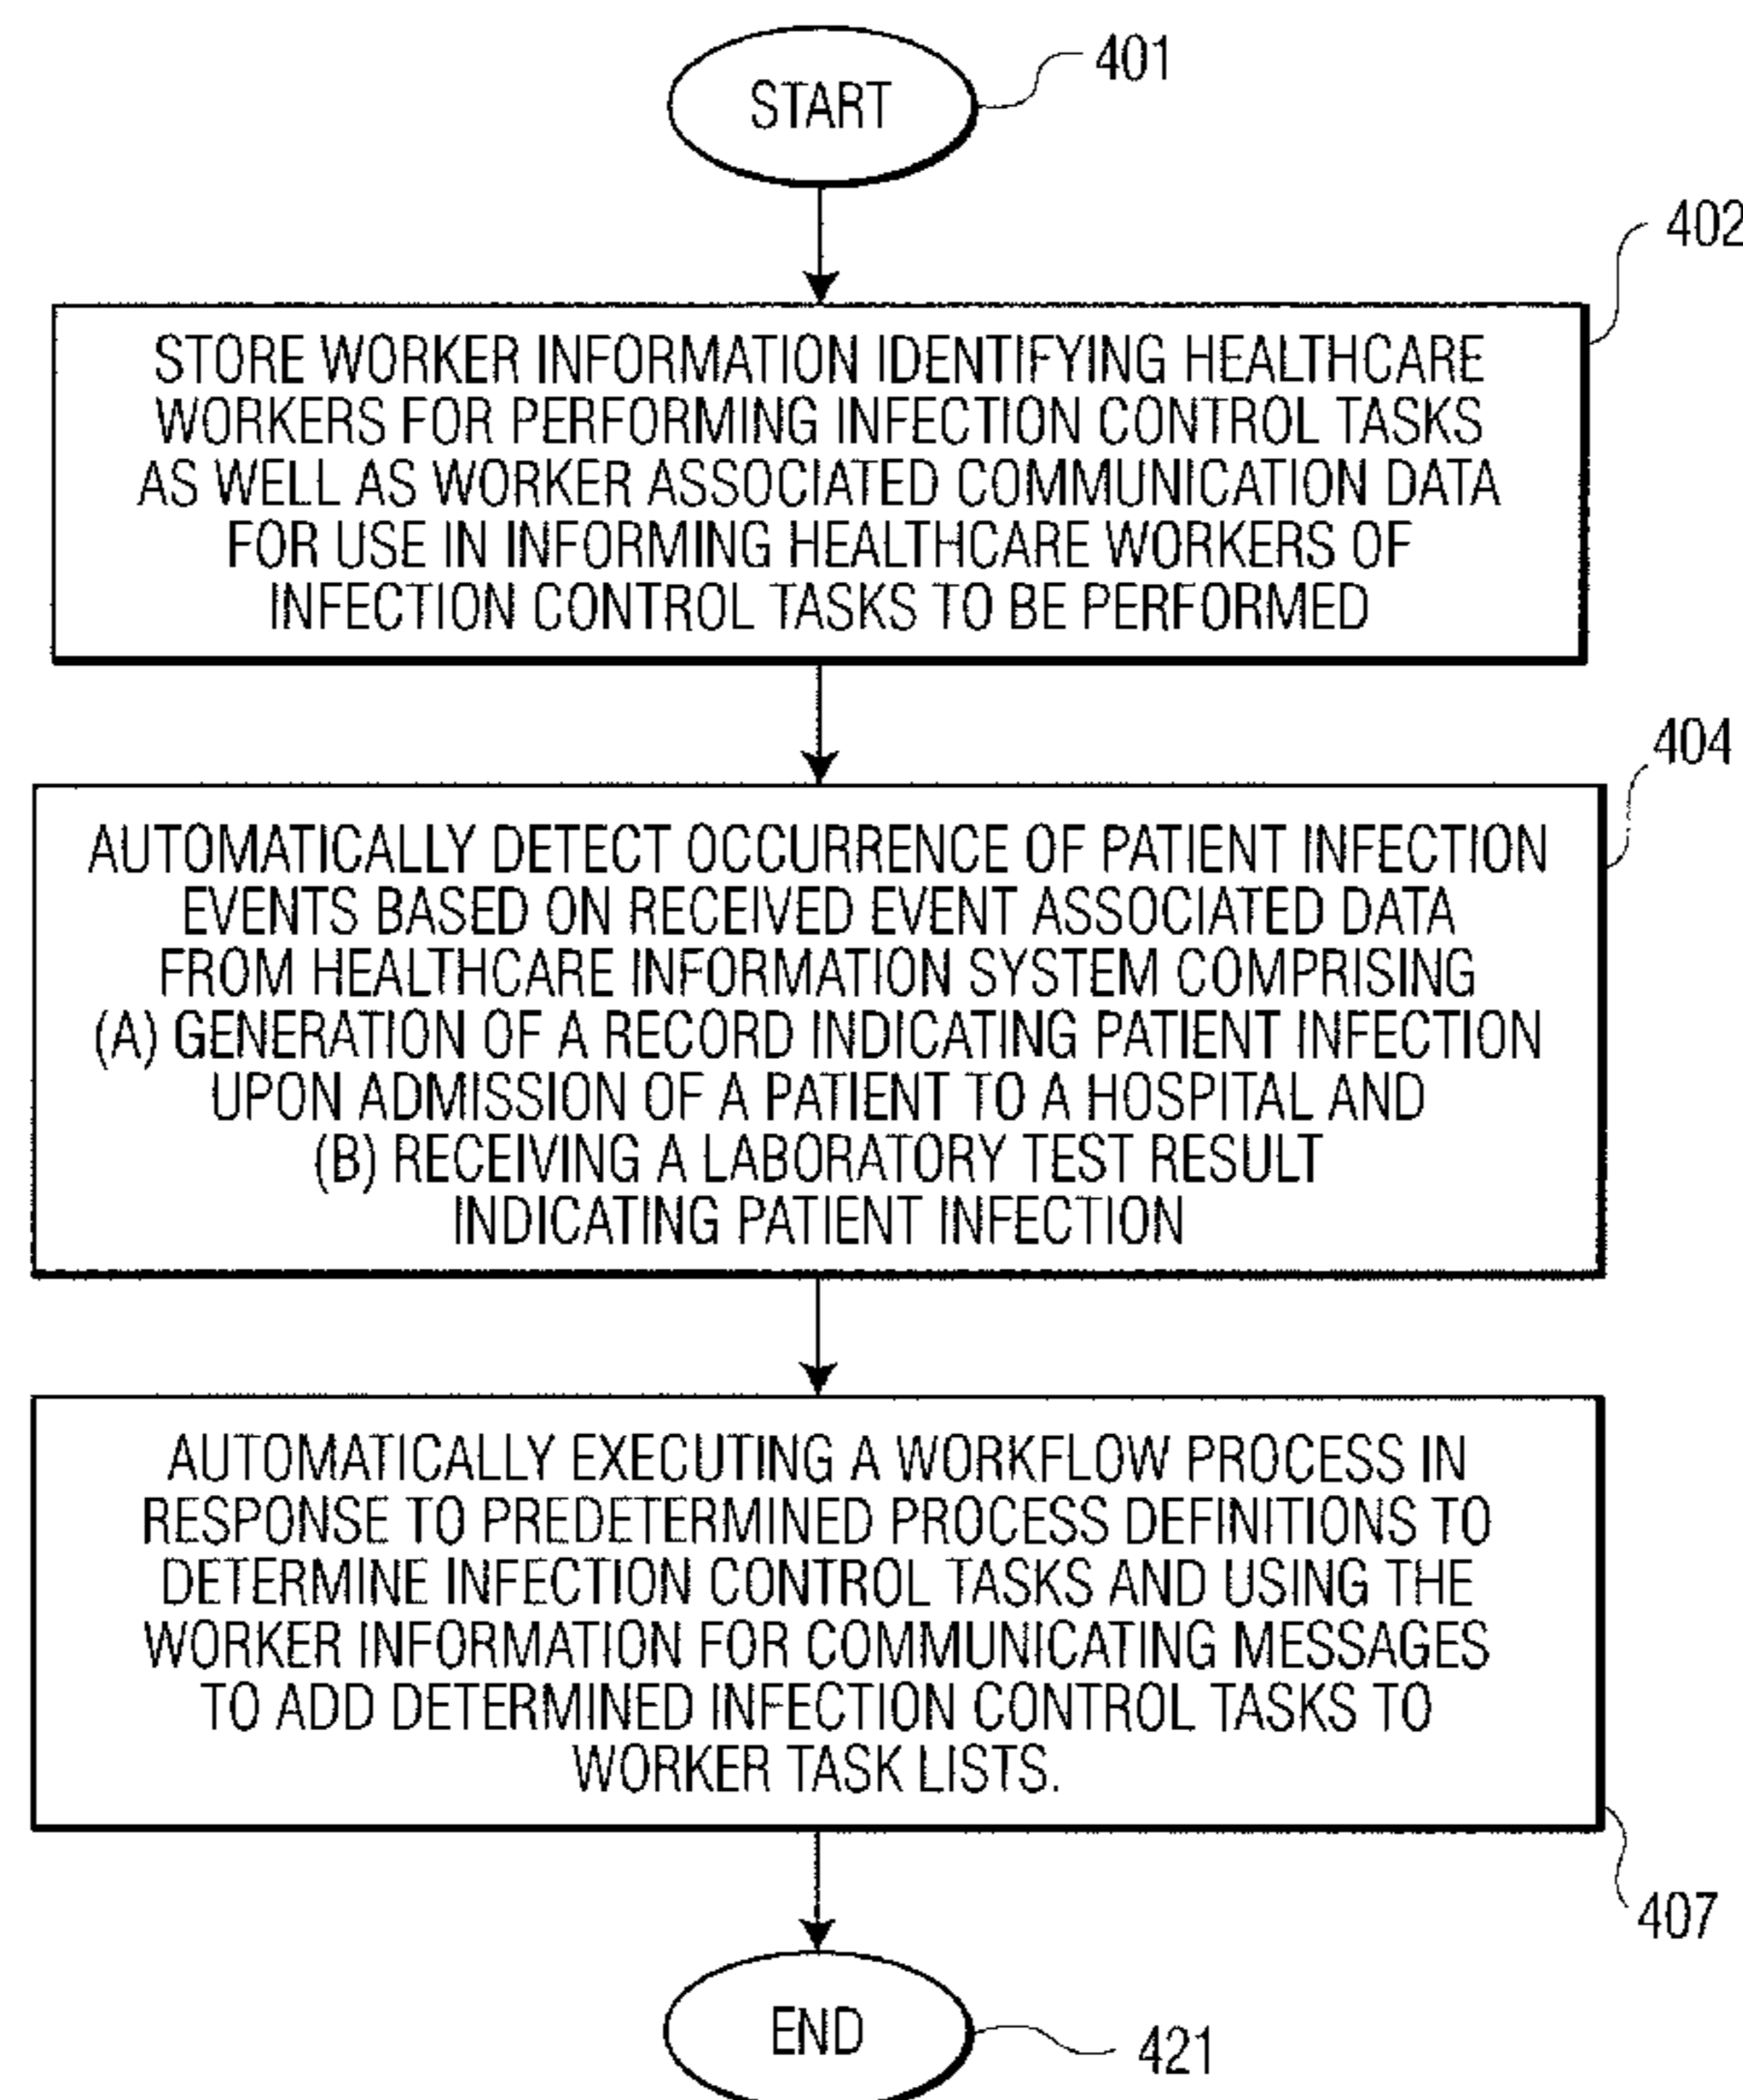 START
401
402
STORE WORKER INFORMATION IDENTIFYING HEALTHCARE
WORKERS FOR PERFORMING INFECTION CONTROL TASKS
AS WELL AS WORKER ASSOCIATED COMMUNICATION DATA
FOR USE IN INFORMING HEALTHCARE WORKERS OF
INFECTION CONTROL TASKS TO BE PERFORMED
404
AUTOMATICALLY DETECT OCCURRENCE OF PATIENT INFECTION
EVENTS BASED ON RECEIVED EVENT ASSOCIATED DATA
FROM HEALTHCARE INFORMATION SYSTEM COMPRISING
(A) GENERATION OF A RECORD INDICATING PATIENT INFECTION
UPON ADMISSION OF A PATIENT TO A HOSPITAL AND
(B) RECEIVING A LABORATORY TEST RESULT
INDICATING PATIENT INFECTION
AUTOMATICALLY EXECUTING A WORKFLOW PROCESS IN
RESPONSE TO PREDETERMINED PROCESS DEFINITIONS TO
DETERMINE INFECTION CONTROL TASKS AND USING THE
WORKER INFORMATION FOR COMMUNICATING MESSAGES
TO ADD DETERMINED INFECTION CONTROL TASKS TO
WORKER TASK LISTS.
407
END
421